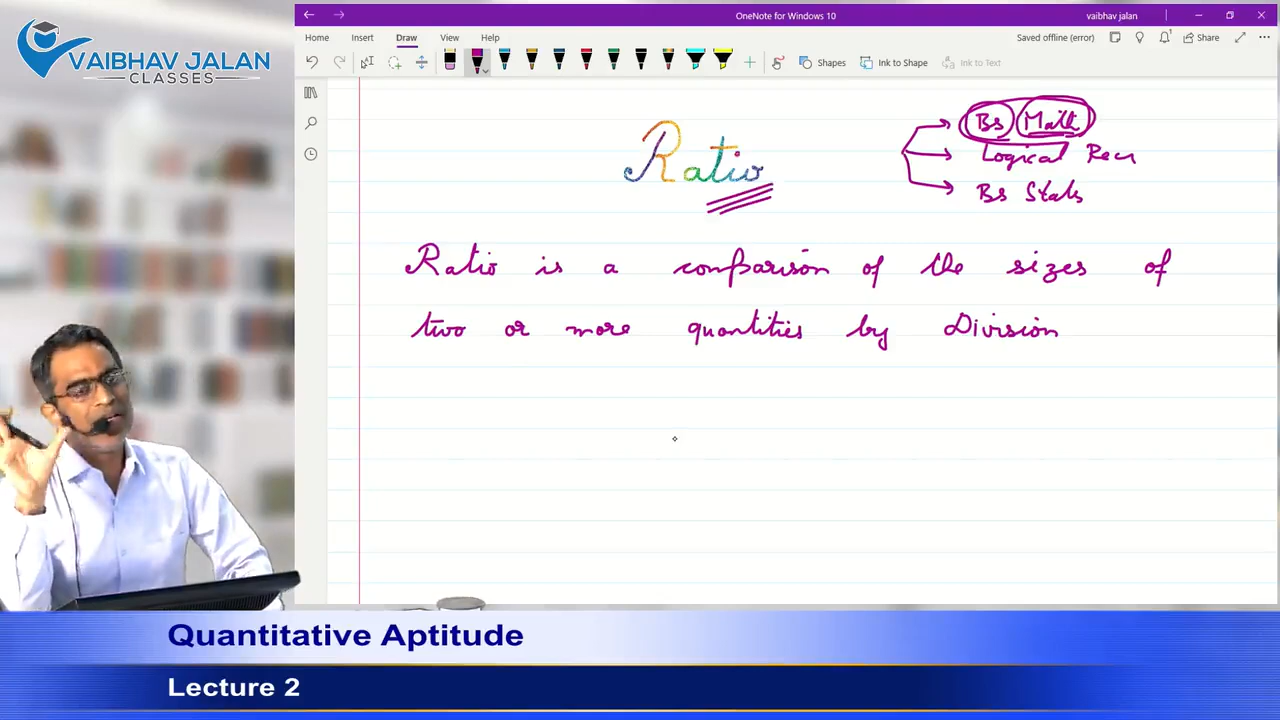 VAIBHAV JALAN
CLASSES
OneNote for Windows 10
vaibhav jalan
Home Insert Draw View Help
Saved offline (error)
Share
Shapes
Ink to Shape
Ink to Text
Ratio
Bs Math
Logical
Bs Stats
Ratio is a comparison of the sizes of
two or more quantities by Division
Quantitative Aptitude
Lecture 2